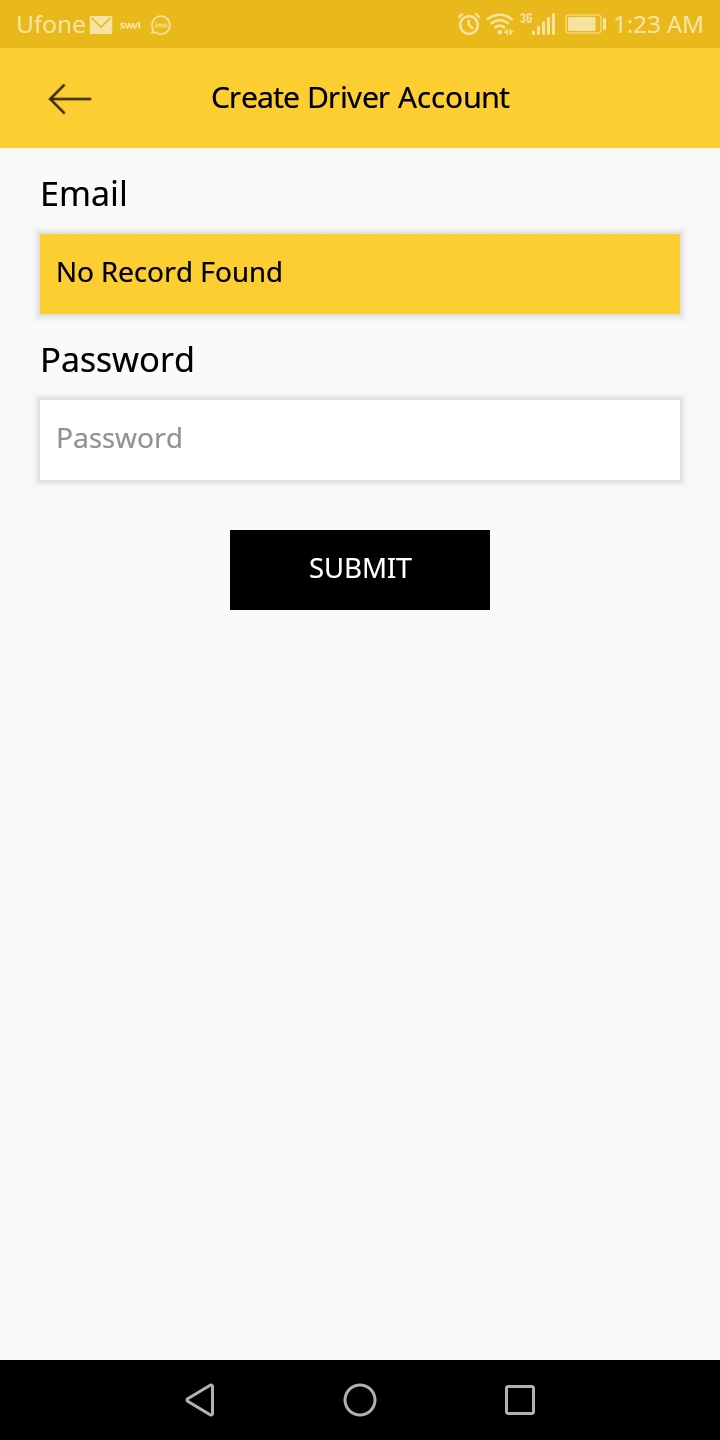 Ufone swvl imo 3G 1:23 AM
Create Driver Account
Email
No Record Found
Password
Password
SUBMIT